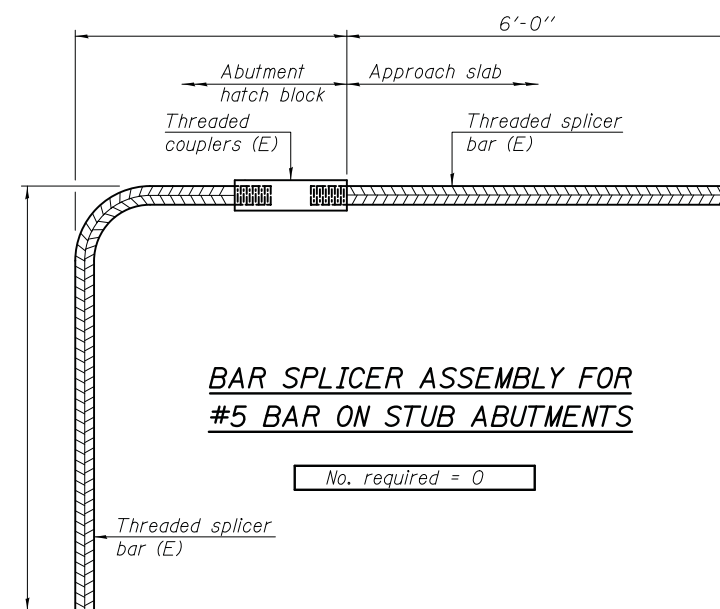 6'-0"
Abutment
hatch block
Approach slab
Threaded
couplers (E)
Threaded splicer
bar (E)
BAR SPLICER ASSEMBLY FOR
#5 BAR ON STUB ABUTMENTS
No. required = 0
Threaded splicer
bar (E)